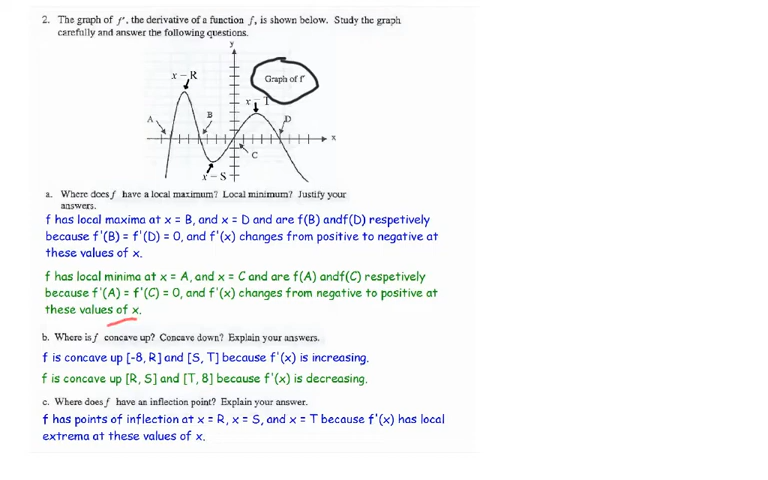 2. The graph of f', the derivative of a function f, is shown below. Study the graph
carefully and answer the following questions.
y
x - R
Graph of f'
x - T
A
B
D
x
C
x - S
a. Where does f have a local maximum? Local minimum? Justify your
answers.
f has local maxima at x = B, and x = D and are f(B) andf(D) respetively
because f'(B) = f'(D) = 0, and f'(x) changes from positive to negative at
these values of x.
f has local minima at x = A, and x = C and are f(A) andf(C) respetively
because f'(A) = f'(C) = 0, and f'(x) changes from negative to positive at
these values of x.
b. Where is f concave up? Concave down? Explain your answers.
f is concave up [-8, R] and [S, T] because f'(x) is increasing.
f is concave up [R, S] and [T, 8] because f'(x) is decreasing.
c. Where does f have an inflection point? Explain your answer.
f has points of inflection at x = R, x = S, and x = T because f'(x) has local
extrema at these values of x.